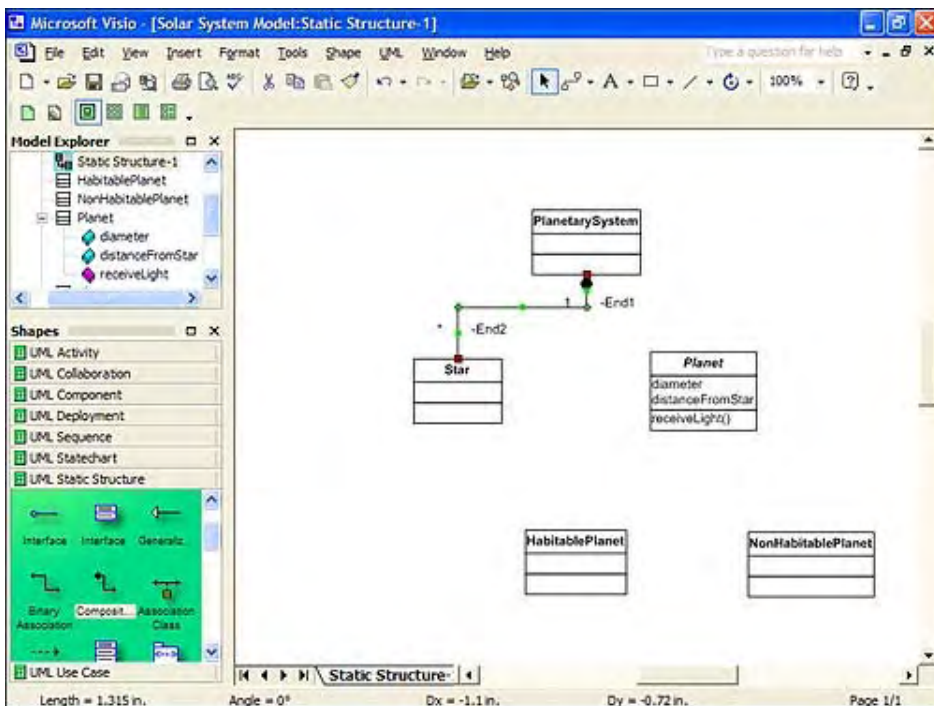 Microsoft Visio - [Solar System Model:Static Structure-1]
File Edit View Insert Format Tools Shape UML Window Help
Type a question for help
100%
Model Explorer
Static Structure-1
HabitablePlanet
NonHabitablePlanet
Planet
diameter
distanceFromStar
receiveLight
Shapes
UML Activity
UML Collaboration
UML Component
UML Deployment
UML Sequence
UML Statechart
UML Static Structure
Interface Interface Generaliz...
Binary Association Composit... Association Class
UML Use Case
PlanetarySystem
1 -End1
* -End2
Star
Planet
diameter
distanceFromStar
receiveLight()
HabitablePlanet
NonHabitablePlanet
Static Structure-
Length = 1.315 in. Angle = 0° Dx = -1.1 in. Dy = -0.72 in. Page 1/1